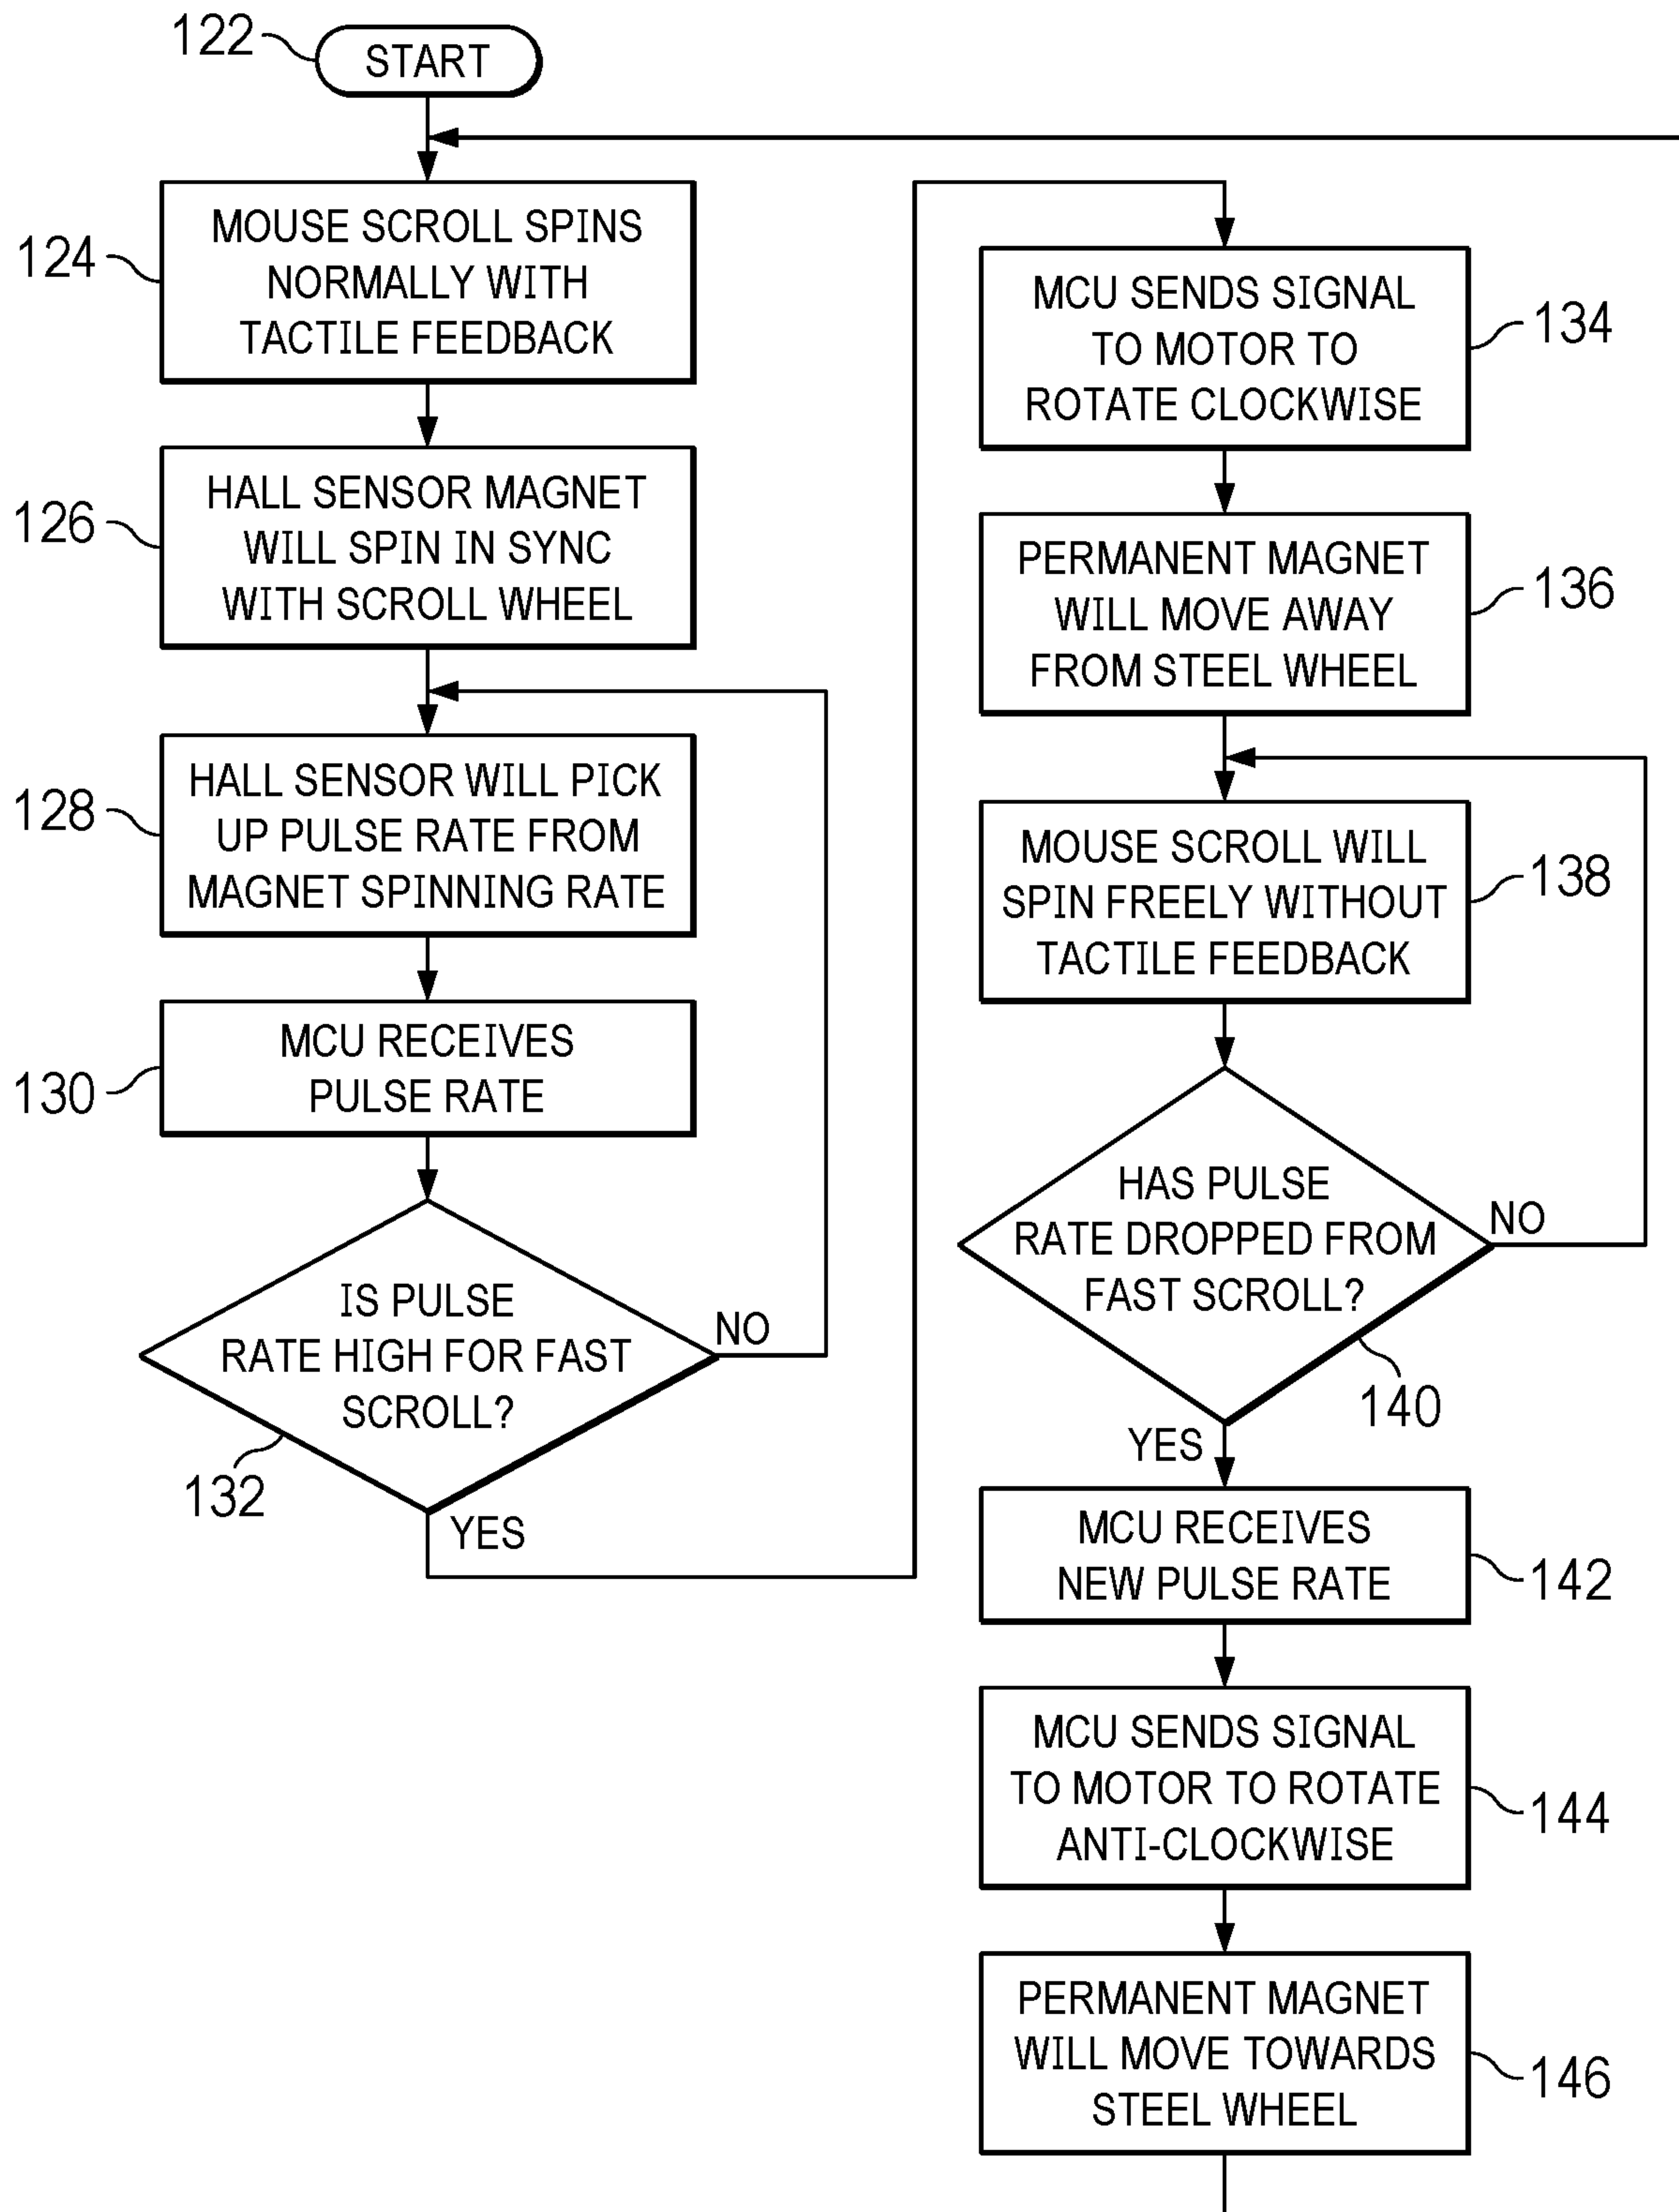 122
START
124
MOUSE SCROLL SPINS
NORMALLY WITH
TACTILE FEEDBACK
126
HALL SENSOR MAGNET
WILL SPIN IN SYNC
WITH SCROLL WHEEL
128
HALL SENSOR WILL PICK
UP PULSE RATE FROM
MAGNET SPINNING RATE
130
MCU RECEIVES
PULSE RATE
IS PULSE
RATE HIGH FOR FAST
SCROLL?
NO
132
YES
MCU SENDS SIGNAL
TO MOTOR TO
ROTATE CLOCKWISE
134
PERMANENT MAGNET
WILL MOVE AWAY
FROM STEEL WHEEL
136
MOUSE SCROLL WILL
SPIN FREELY WITHOUT
TACTILE FEEDBACK
138
HAS PULSE
RATE DROPPED FROM
FAST SCROLL?
NO
140
YES
MCU RECEIVES
NEW PULSE RATE
142
MCU SENDS SIGNAL
TO MOTOR TO ROTATE
ANTI-CLOCKWISE
144
PERMANENT MAGNET
WILL MOVE TOWARDS
STEEL WHEEL
146